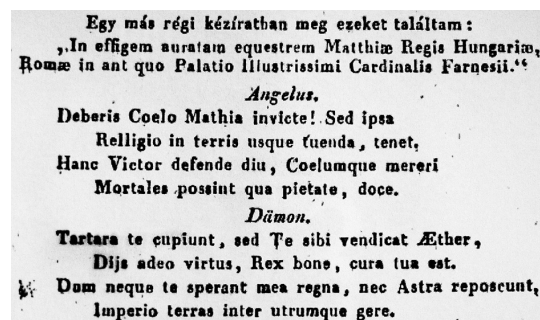 Egy más régi kézírathan meg ezeket találtam:
„In effigem auratam equestrem Matthiæ Regis Hungariæ,
Romæ in ant quo Palatio Illustrissimi Cardinalis Farnesii.“
Angelus.
Deberis Coelo Mathia invicte! Sed ipsa
Relligio in terris usque tuenda, tenet.
Hanc Victor defende diu, Coelumque mereri
Mortales possint qua pietate, doce.
Dämon.
Tartara te cupiunt, sed Te sibi vendicat Æther,
Dijs adeo virtus, Rex bone, cura tua est.
Dom neque te sperant mea regna, nec Astra reposcunt,
Imperio terras inter utrumque gere.